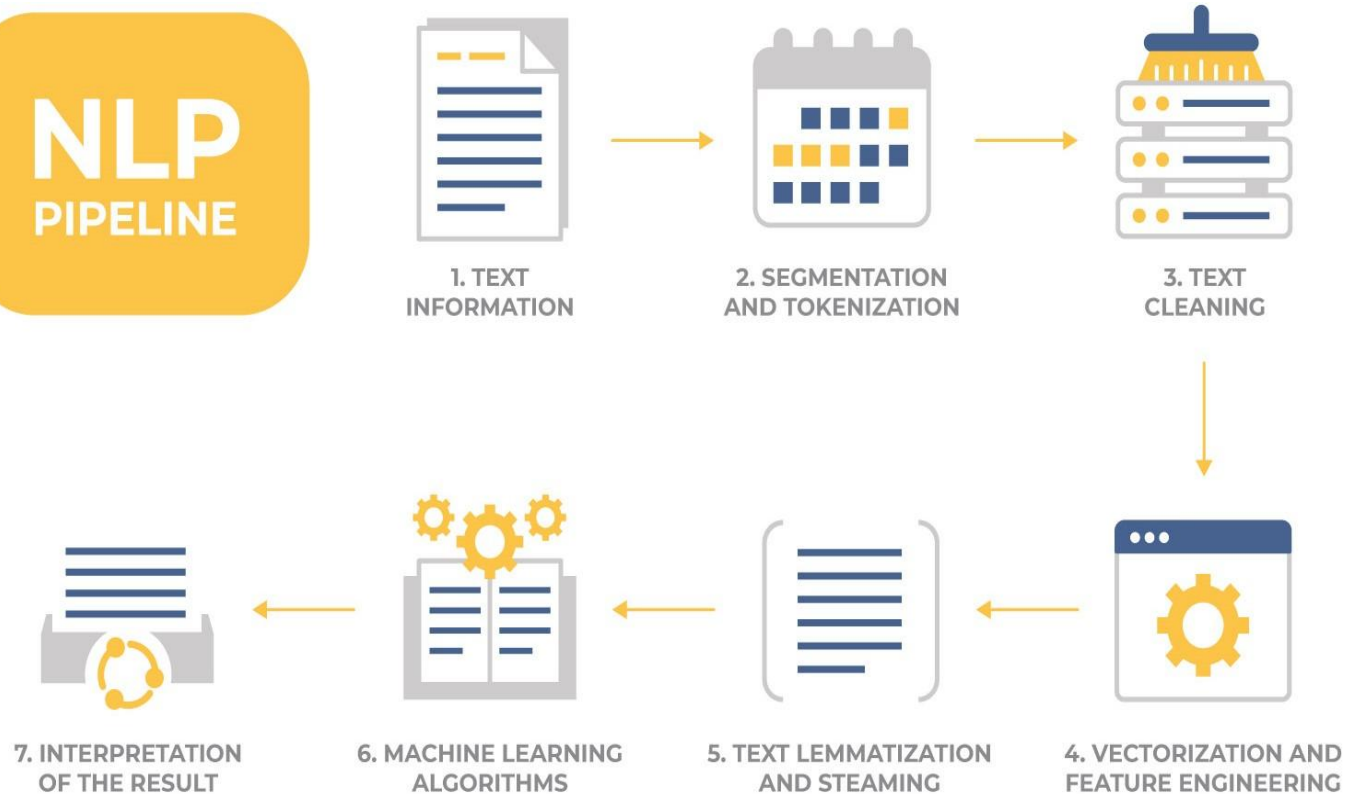 NLP
PIPELINE
1. TEXT
INFORMATION
2. SEGMENTATION
AND TOKENIZATION
3. TEXT
CLEANING
4. VECTORIZATION AND
FEATURE ENGINEERING
5. TEXT LEMMATIZATION
AND STEAMING
6. MACHINE LEARNING
ALGORITHMS
7. INTERPRETATION
OF THE RESULT